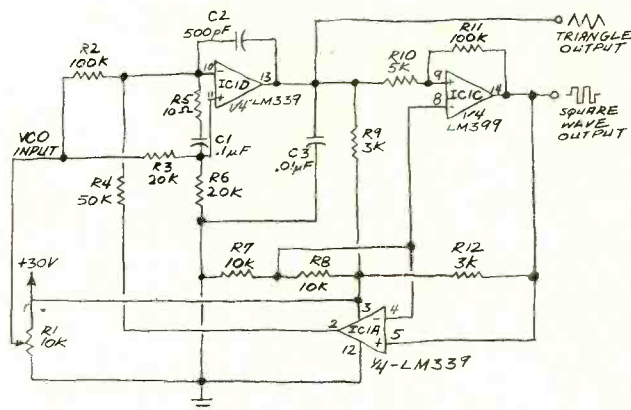 C2
500pF
R11
100K
TRIANGLE
OUTPUT
R2
100K
10
-
13
IC1D
+
11
1/4-LM339
R10
5K
9
+
IC1C
14
8
-
1/4
LM399
SQUARE
WAVE
OUTPUT
R5
10Ω
C1
.1µF
VCO
INPUT
R3
20K
R4
50K
R6
20K
C3
.01µF
R9
3K
R7
10K
R8
10K
R12
3K
+30V
R1
10K
3
4
-
2
IC1A
5
+
12
1/4-LM339